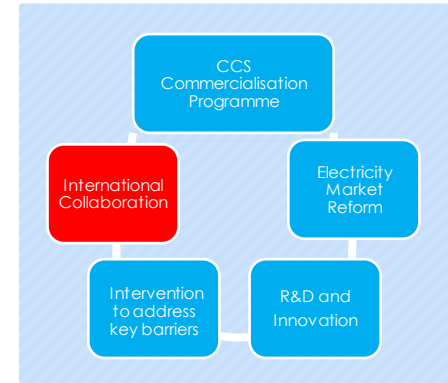 CCS
Commercialisation
Programme
International
Collaboration
Electricity
Market
Reform
Intervention
to address
key barriers
R&D and
Innovation